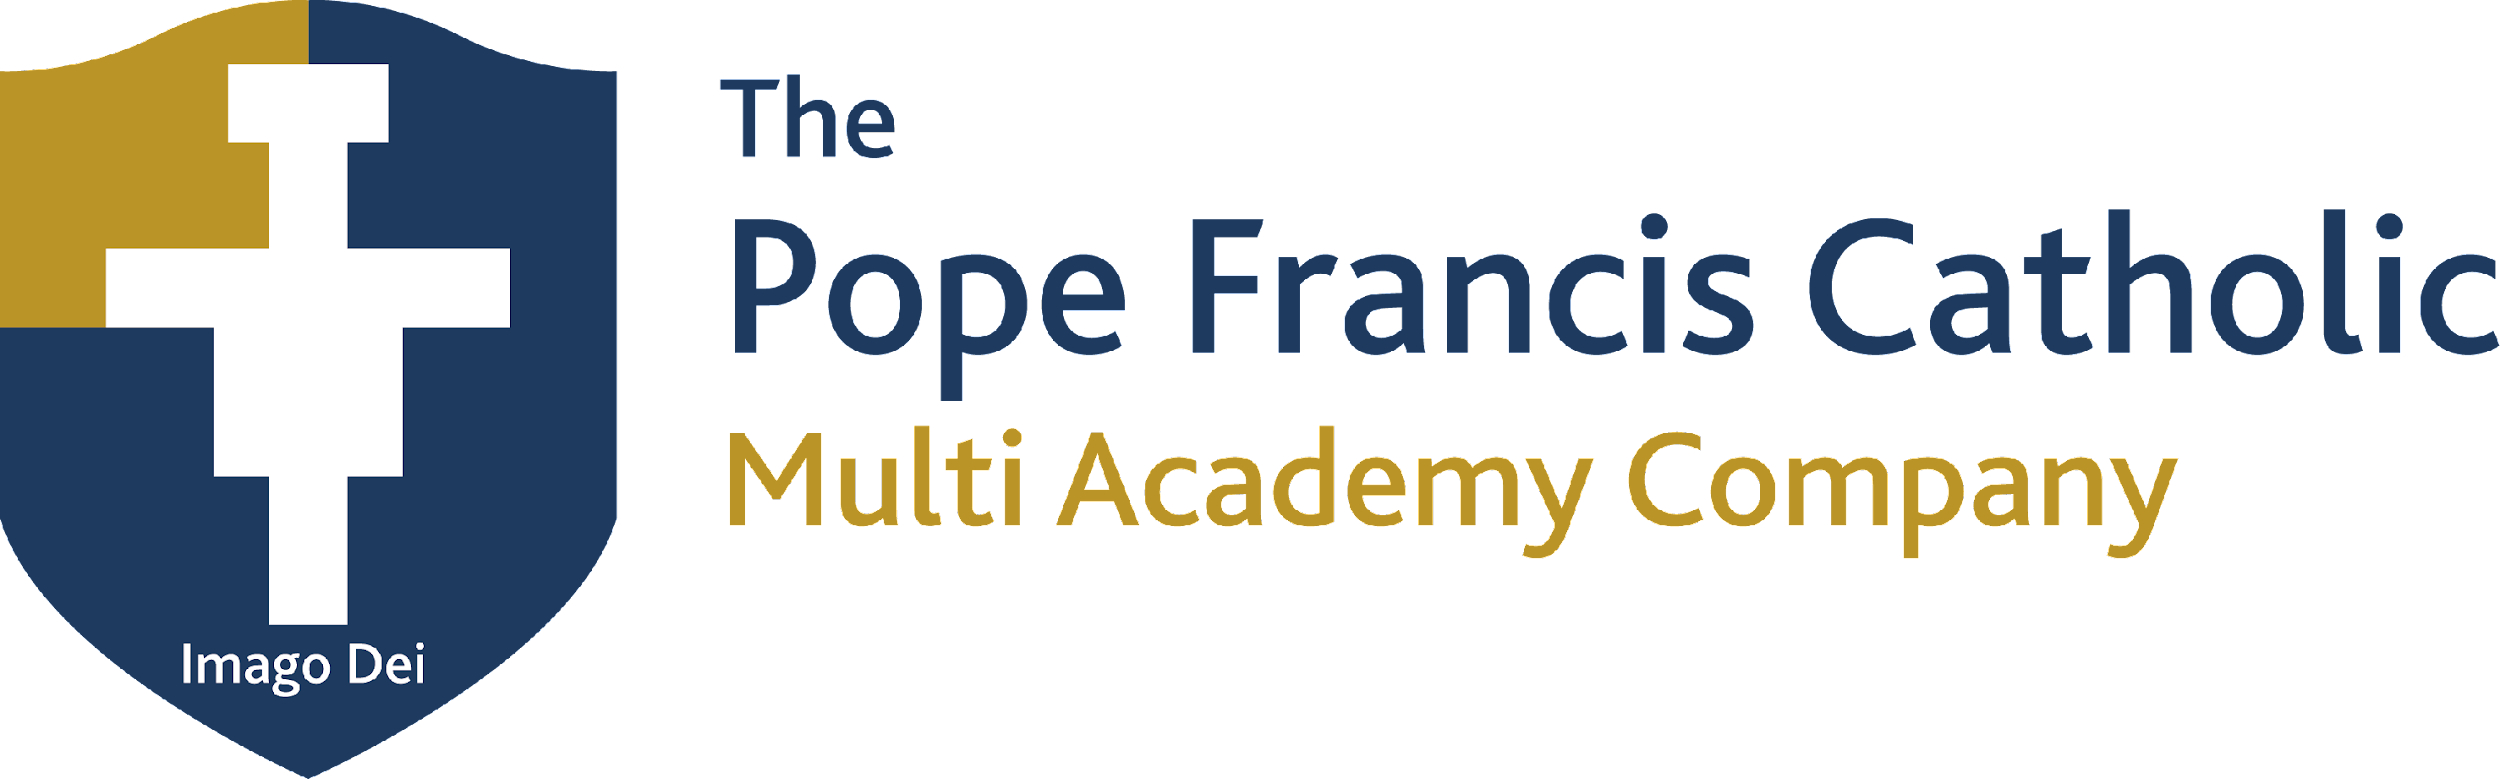 The
Pope Francis Catholic
Multi Academy Company
Imago Dei